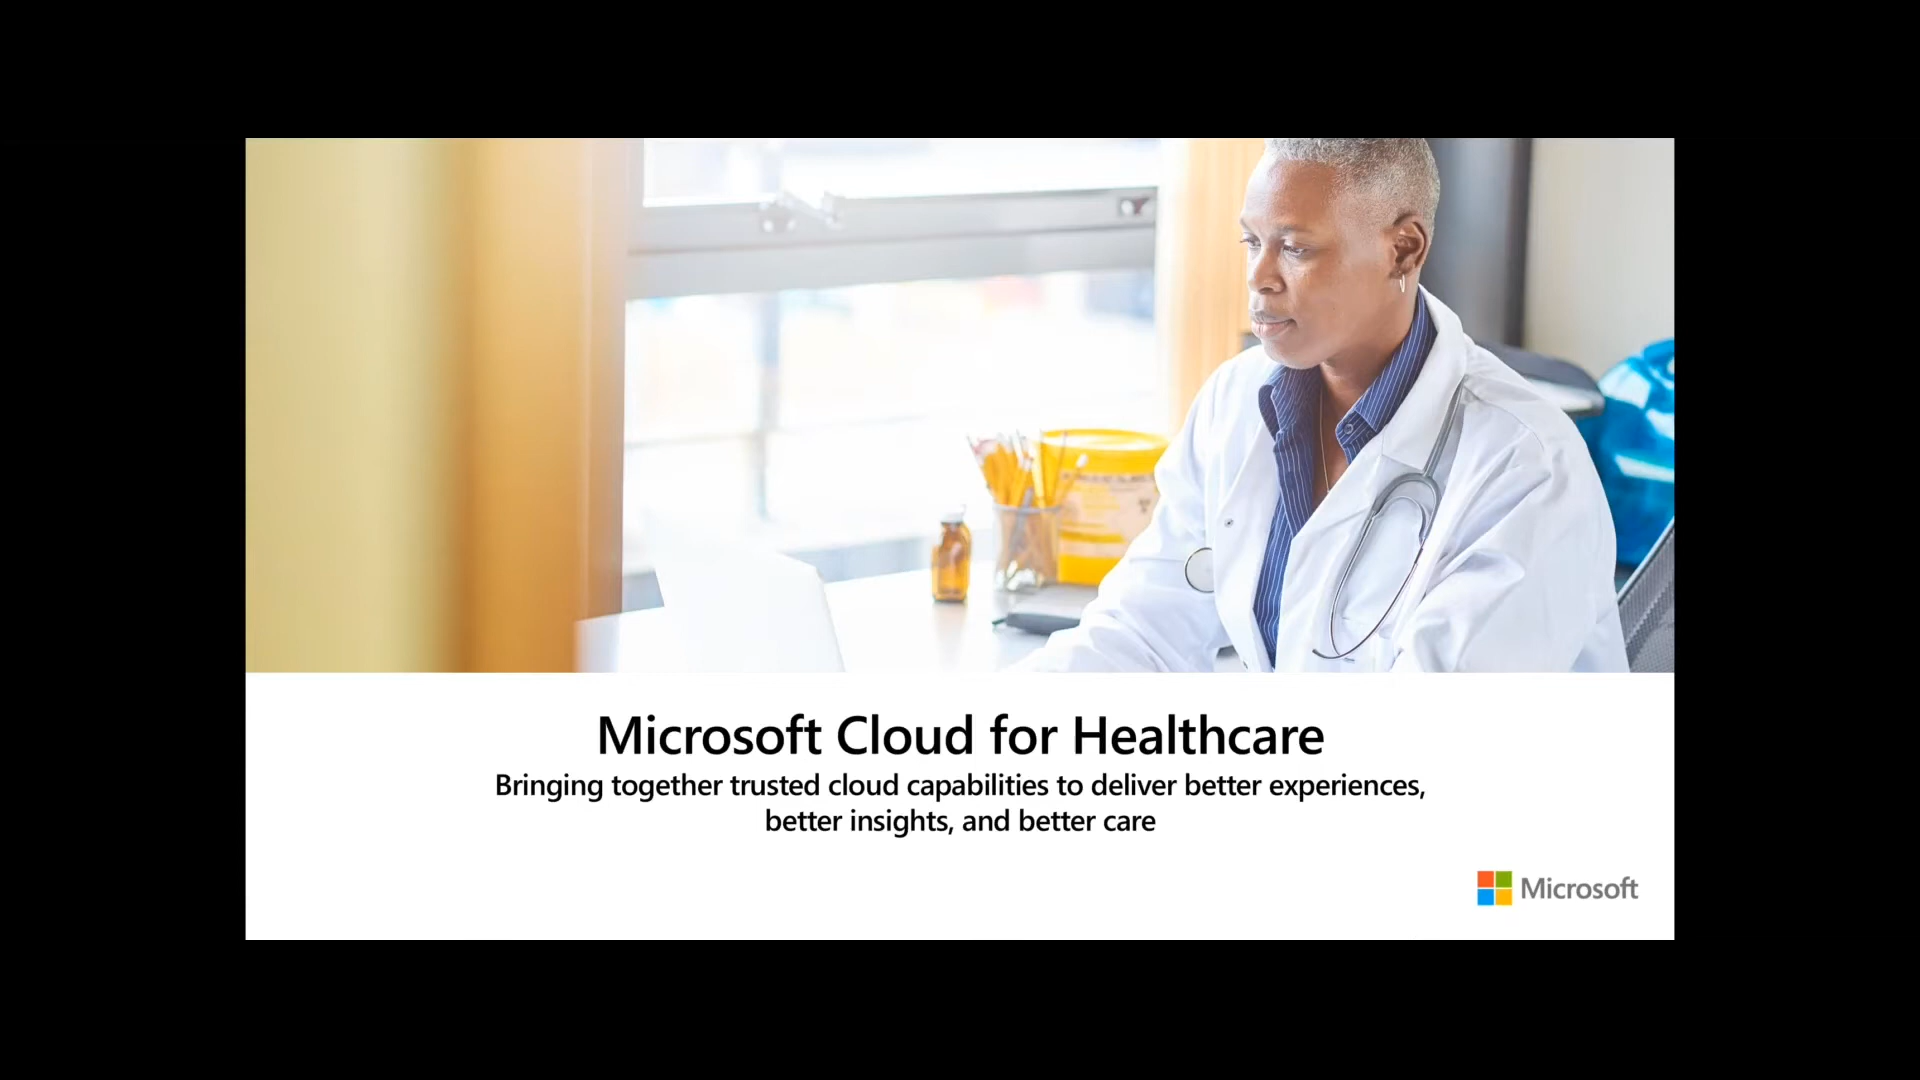 Microsoft Cloud for Healthcare
Bringing together trusted cloud capabilities to deliver better experiences,
better insights, and better care
Microsoft